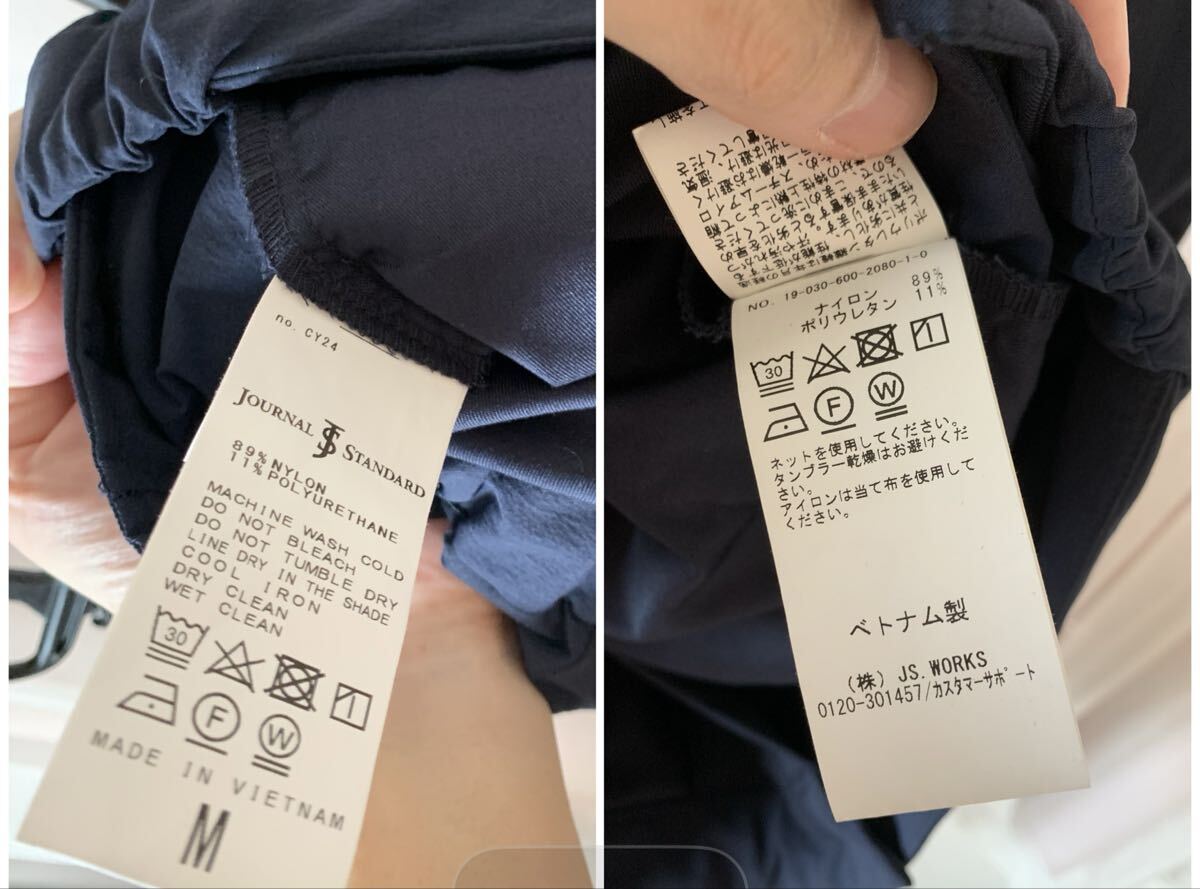 no. CY24
JOURNAL JS STANDARD
89% NYLON
11% POLYURETHANE
MACHINE WASH COLD
DO NOT BLEACH
DO NOT TUMBLE DRY
LINE DRY IN THE SHADE
COOL IRON
DRY CLEAN
WET CLEAN
30
F
W
MADE IN VIETNAM
M
NO. 19-030-600-2080-1-0
ナイロン 89%
ポリウレタン 11%
30
F
W
ネットを使用してください。
タンブラー乾燥はお避けくだ
さい。
アイロンは当て布を使用して
ください。
ベトナム製
(株) JS.WORKS
0120-301457/カスタマーサポート